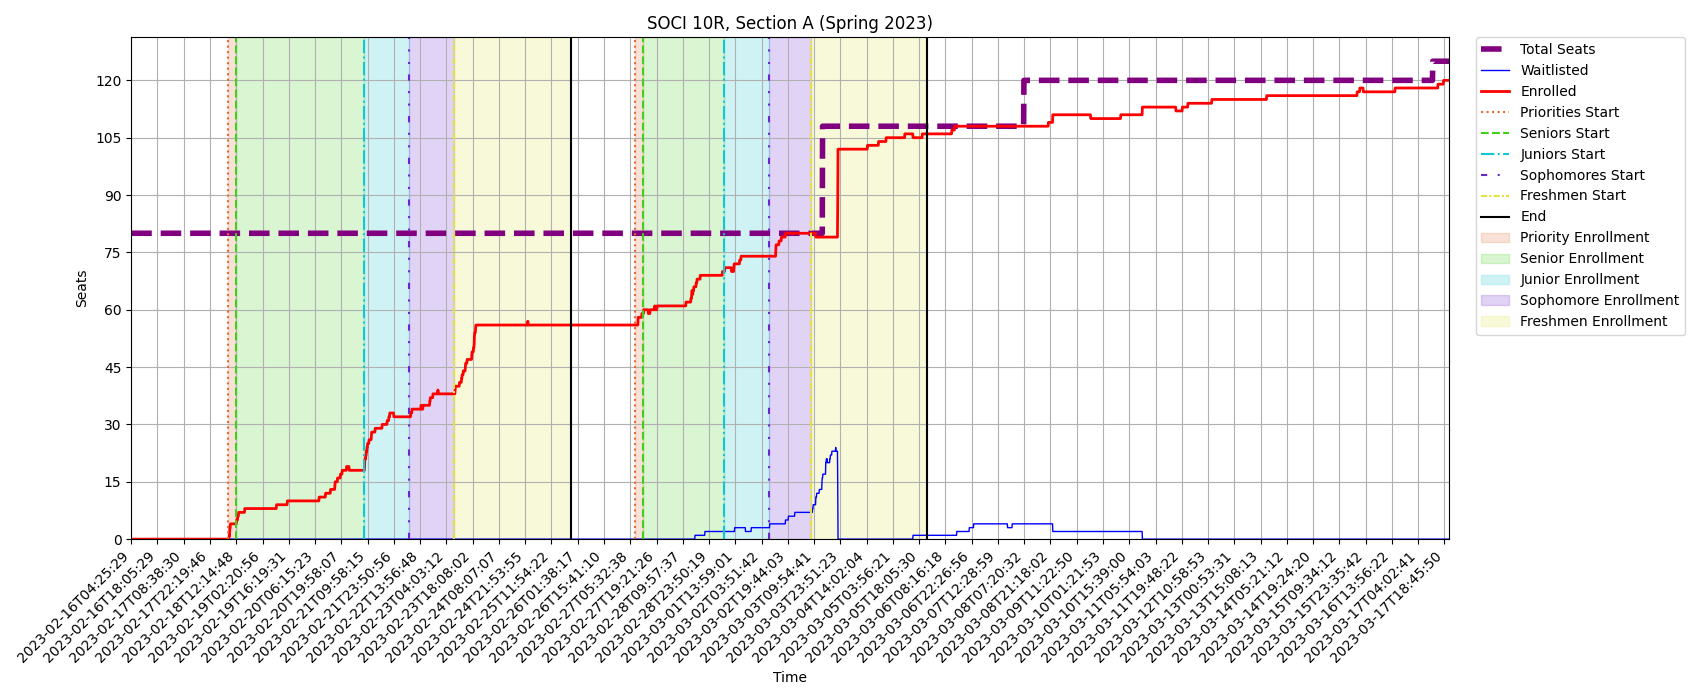 SOCI 10R, Section A (Spring 2023)
Total Seats
Waitlisted
Enrolled
Priorities Start
Seniors Start
Juniors Start
Sophomores Start
Freshmen Start
End
Priority Enrollment
Senior Enrollment
Junior Enrollment
Sophomore Enrollment
Freshmen Enrollment
Seats
120
105
90
75
60
45
30
15
0
2023-02-16T04:25:29
2023-02-16T18:05:29
2023-02-17T08:38:30
2023-02-17T22:19:46
2023-02-18T12:14:48
2023-02-19T02:20:56
2023-02-19T16:19:31
2023-02-20T06:15:23
2023-02-20T19:58:07
2023-02-21T09:58:15
2023-02-21T23:50:56
2023-02-22T13:56:48
2023-02-23T04:03:12
2023-02-23T18:08:02
2023-02-24T08:07:07
2023-02-24T21:53:55
2023-02-25T11:54:22
2023-02-26T01:38:17
2023-02-26T15:41:10
2023-02-27T05:32:38
2023-02-27T19:21:26
2023-02-28T09:57:37
2023-02-28T23:50:19
2023-03-01T13:59:01
2023-03-02T03:51:42
2023-03-02T19:44:03
2023-03-03T09:54:41
2023-03-03T23:51:23
2023-03-04T14:02:04
2023-03-05T03:56:21
2023-03-05T18:05:30
2023-03-06T08:16:18
2023-03-06T22:26:56
2023-03-07T12:28:59
2023-03-08T07:20:32
2023-03-08T21:18:02
2023-03-09T11:22:50
2023-03-10T01:21:53
2023-03-10T15:39:00
2023-03-11T05:54:03
2023-03-11T19:48:22
2023-03-12T10:58:53
2023-03-13T00:53:31
2023-03-13T15:08:13
2023-03-14T05:21:12
2023-03-14T19:24:20
2023-03-15T09:34:12
2023-03-15T23:35:42
2023-03-16T13:56:22
2023-03-17T04:02:41
2023-03-17T18:45:50
Time